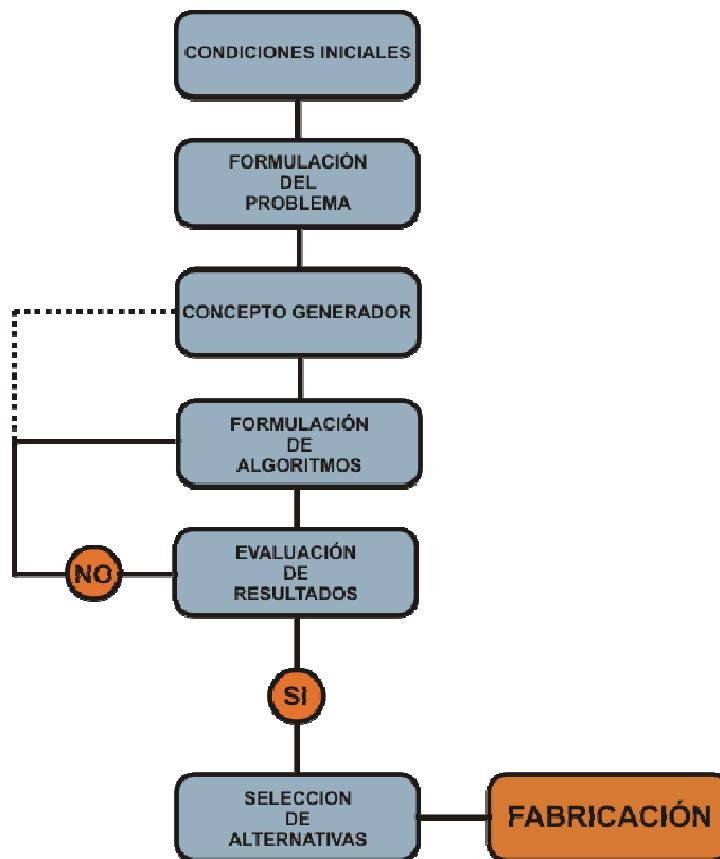 CONDICIONES INICIALES
FORMULACIÓN
DEL
PROBLEMA
CONCEPTO GENERADOR
FORMULACIÓN
DE
ALGORITMOS
NO
EVALUACIÓN
DE
RESULTADOS
SI
SELECCION
DE
ALTERNATIVAS
FABRICACIÓN